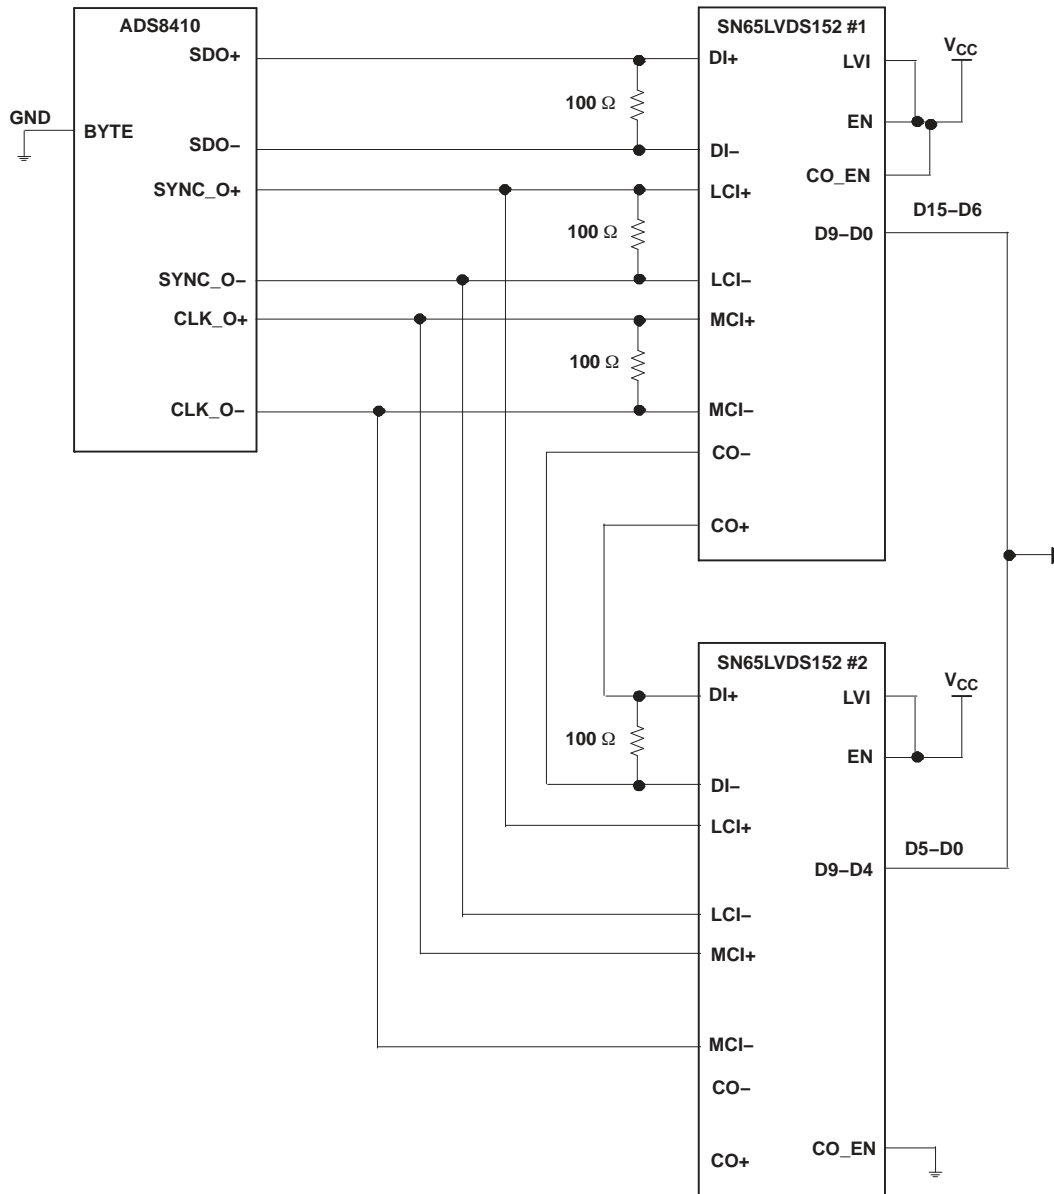 ADS8410
SDO+
GND
BYTE
SDO–
SYNC_O+
SYNC_O–
CLK_O+
CLK_O–
100 Ω
100 Ω
100 Ω
SN65LVDS152 #1
DI+
LVI
VCC
EN
DI–
CO_EN
LCI+
D15–D6
D9–D0
LCI–
MCI+
MCI–
CO–
CO+
SN65LVDS152 #2
DI+
LVI
VCC
100 Ω
EN
DI–
LCI+
D5–D0
D9–D4
LCI–
MCI+
MCI–
CO–
CO_EN
CO+